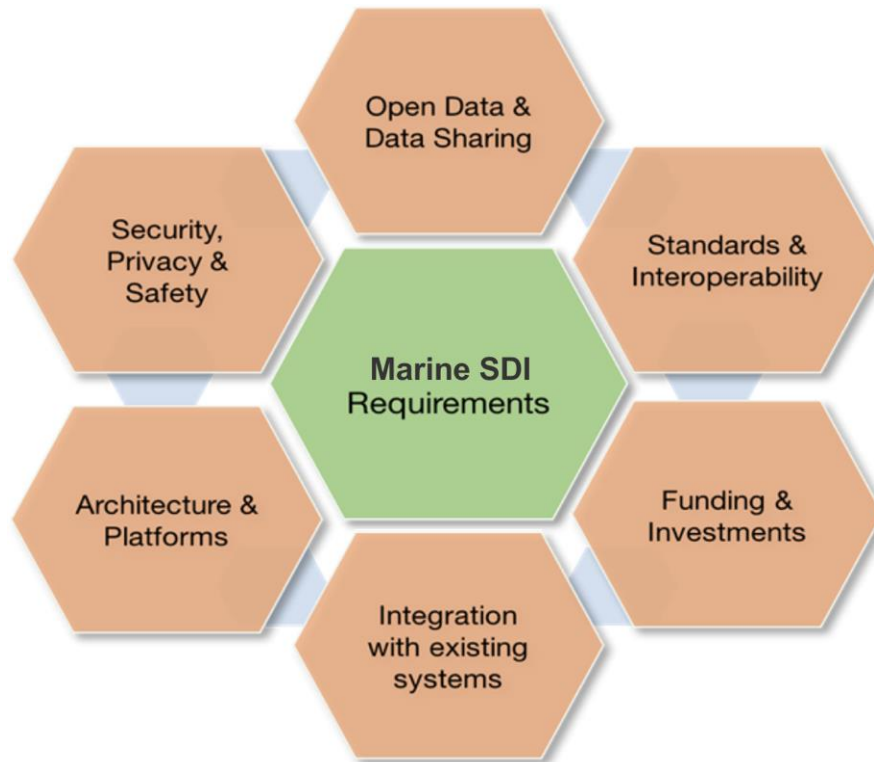 Open Data &
Data Sharing
Security,
Privacy &
Safety
Standards &
Interoperability
Marine SDI
Requirements
Architecture &
Platforms
Funding &
Investments
Integration
with existing
systems